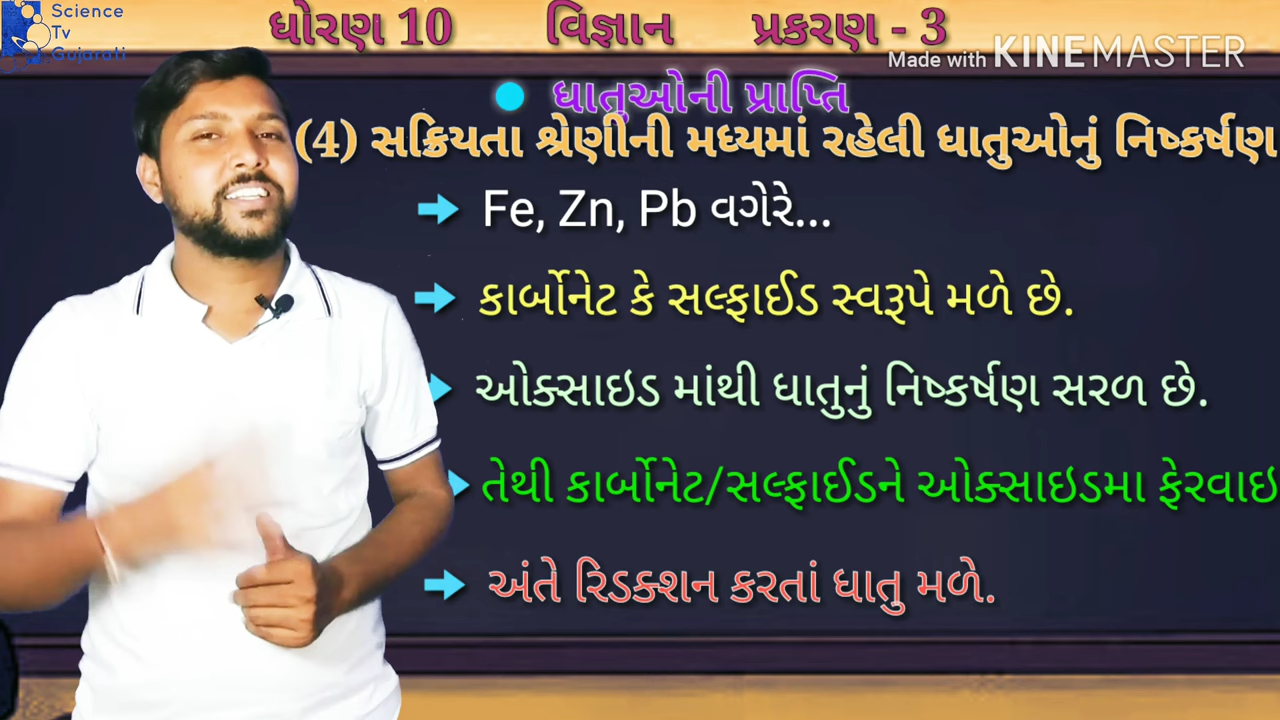 Science
Tv
Gujarati
ધોરણ 10 વિજ્ઞાન પ્રકરણ - 3
Made with KINEMASTER
ધાતુઓની પ્રાપ્તિ
(4) સક્રિયતા શ્રેણીની મધ્યમાં રહેલી ધાતુઓનું નિષ્કર્ષણ
Fe, Zn, Pb વગેરે...
કાર્બોનેટ કે સલ્ફાઈડ સ્વરૂપે મળે છે.
ઓક્સાઇડ માંથી ધાતુનું નિષ્કર્ષણ સરળ છે.
તેથી કાર્બોનેટ/સલ્ફાઈડને ઓક્સાઇડમા ફેરવાઇ
અંતે રિડક્શન કરતાં ધાતુ મળે.